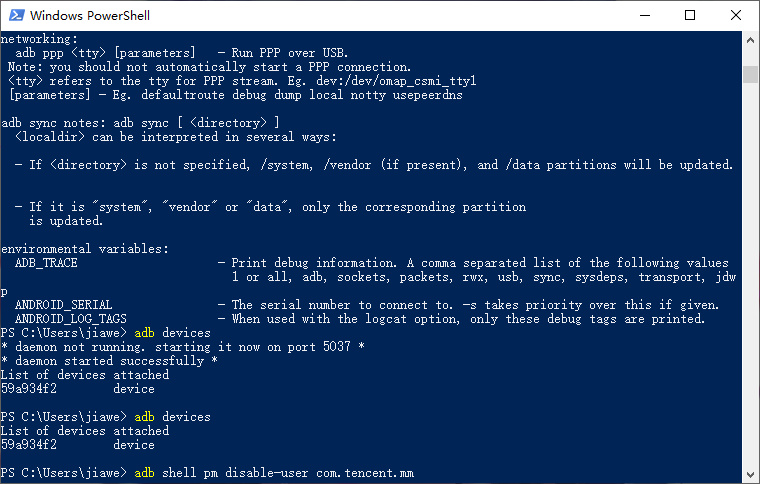 Windows PowerShell
networking:
  adb ppp <tty> [parameters]   - Run PPP over USB.
 Note: you should not automatically start a PPP connection.
 <tty> refers to the tty for PPP stream. Eg. dev:/dev/omap_csmi_tty1
 [parameters] - Eg. defaultroute debug dump local notty usepeerdns

adb sync notes: adb sync [ <directory> ]
  <localdir> can be interpreted in several ways:

  - If <directory> is not specified, /system, /vendor (if present), and /data partitions will be updated.

  - If it is "system", "vendor" or "data", only the corresponding partition
    is updated.

environmental variables:
  ADB_TRACE                    - Print debug information. A comma separated list of the following values
                                 1 or all, adb, sockets, packets, rwx, usb, sync, sysdeps, transport, jdw
p
  ANDROID_SERIAL               - The serial number to connect to. -s takes priority over this if given.
  ANDROID_LOG_TAGS             - When used with the logcat option, only these debug tags are printed.
PS C:\Users\jiawe> adb devices
* daemon not running. starting it now on port 5037 *
* daemon started successfully *
List of devices attached
59a934f2        device

PS C:\Users\jiawe> adb devices
List of devices attached
59a934f2        device

PS C:\Users\jiawe> adb shell pm disable-user com.tencent.mm